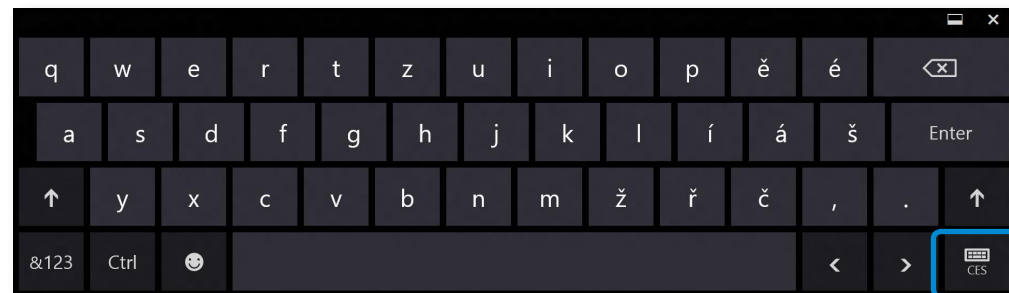 q w e r t z u i o p ě é
a s d f g h j k l í á š Enter
y x c v b n m ž ř č , .
&123 Ctrl CES